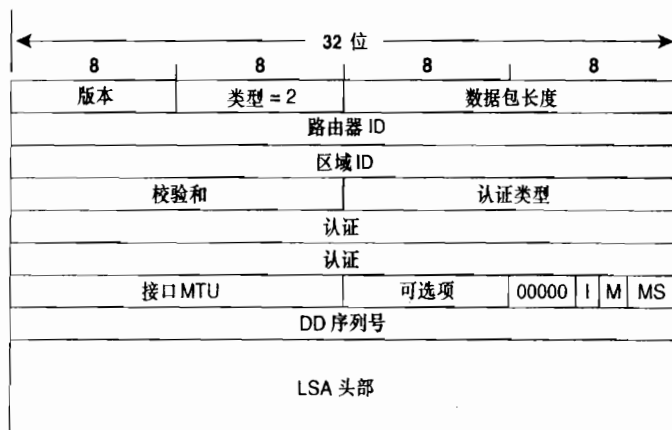 32 位
8 8 8 8
版本 类型 = 2 数据包长度
路由器 ID
区域 ID
校验和 认证类型
认证
认证
接口 MTU 可选项 00000 I M MS
DD 序列号
LSA 头部